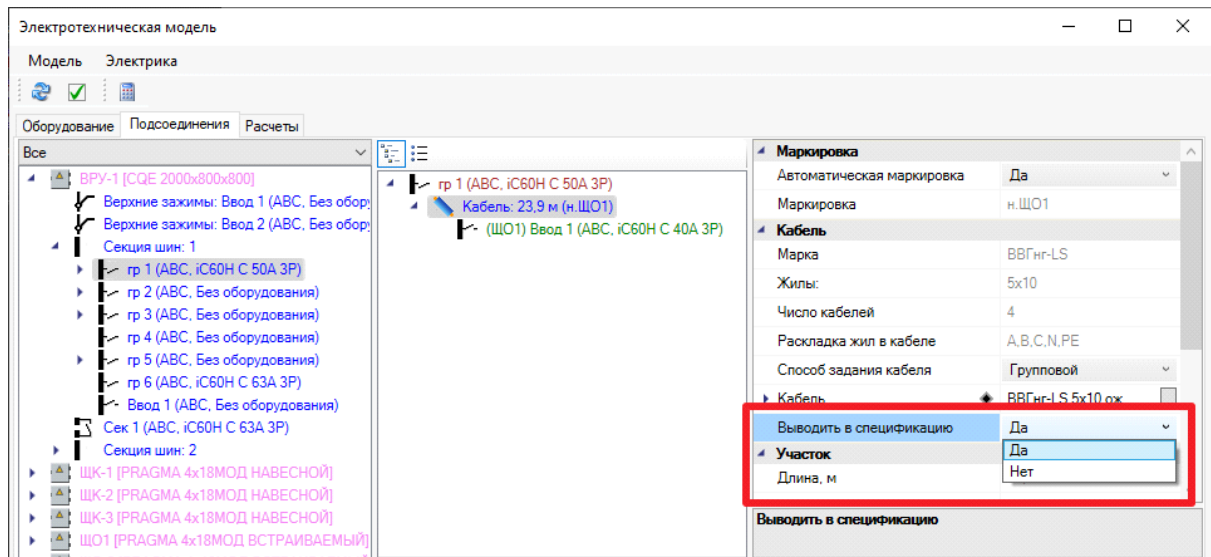 Электротехническая модель
Модель Электрика
Оборудование Подсоединения Расчеты
Все
ВРУ-1 [CQE 2000x800x800]
Верхние зажимы: Ввод 1 (ABC, Без обору
Верхние зажимы: Ввод 2 (ABC, Без обору
Секция шин: 1
гр 1 (ABC, iC60H C 50A 3P)
гр 2 (ABC, Без оборудования)
гр 3 (ABC, Без оборудования)
гр 4 (ABC, Без оборудования)
гр 5 (ABC, Без оборудования)
гр 6 (ABC, iC60H C 63A 3P)
Ввод 1 (ABC, Без оборудования)
Сек 1 (ABC, iC60H C 63A 3P)
Секция шин: 2
ЩК-1 [PRAGMA 4x18МОД НАВЕСНОЙ]
ЩК-2 [PRAGMA 4x18МОД НАВЕСНОЙ]
ЩК-3 [PRAGMA 4x18МОД НАВЕСНОЙ]
ЩО1 [PRAGMA 4x18МОД ВСТРАИВАЕМЫЙ]
гр 1 (ABC, iC60H C 50A 3P)
Кабель: 23,9 м (н.ЩО1)
(ЩО1) Ввод 1 (ABC, iC60H C 40A 3P)
Маркировка
Автоматическая маркировка Да
Маркировка н.ЩО1
Кабель
Марка ВВГнг-LS
Жилы: 5x10
Число кабелей 4
Раскладка жил в кабеле A,B,C,N,PE
Способ задания кабеля Групповой
Кабель ВВГнг-LS 5x10 ож
Выводить в спецификацию Да
Да
Участок
Нет
Длина, м
Выводить в спецификацию